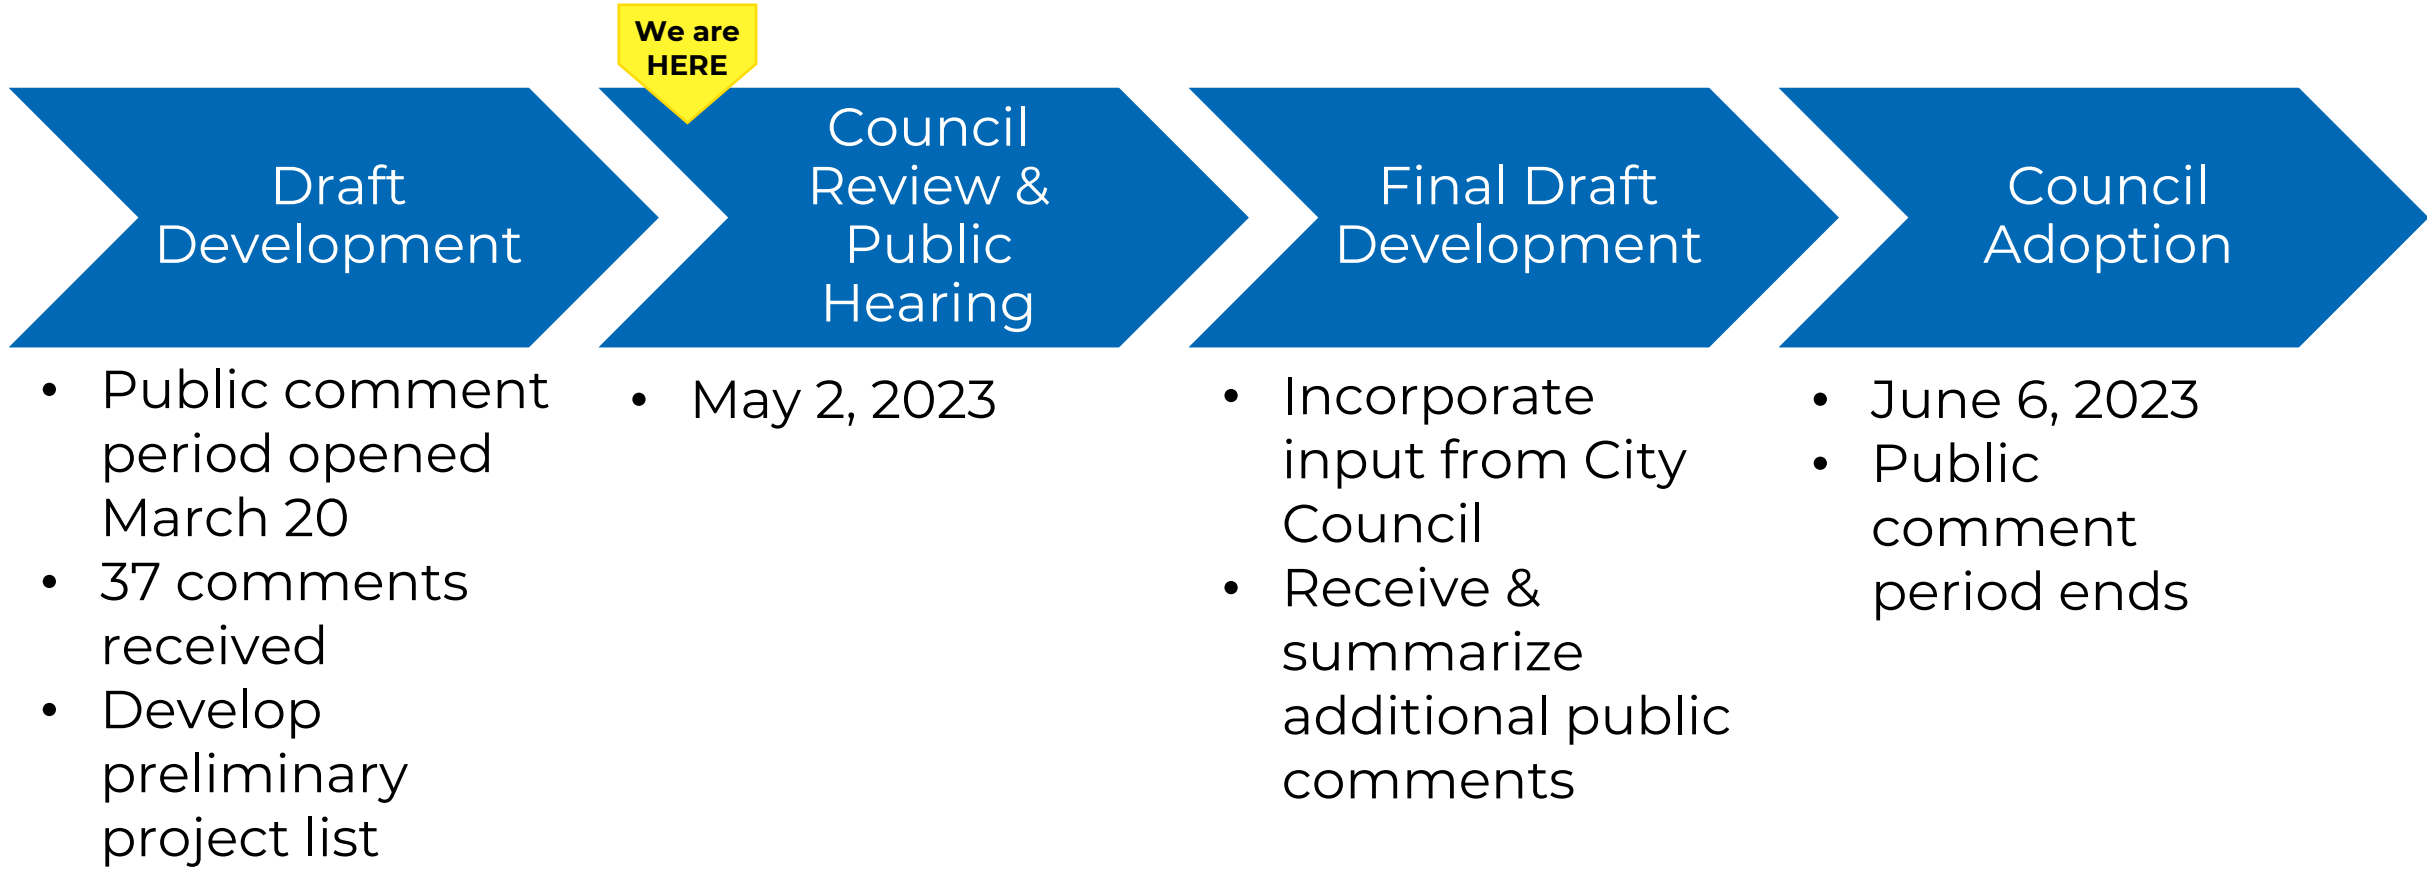 We are
HERE
Draft
Development
• Public comment
period opened
March 20
• 37 comments
received
• Develop
preliminary
project list
Council
Review &
Public
Hearing
• May 2, 2023
Final Draft
Development
• Incorporate
input from City
Council
• Receive &
summarize
additional public
comments
Council
Adoption
• June 6, 2023
• Public
comment
period ends